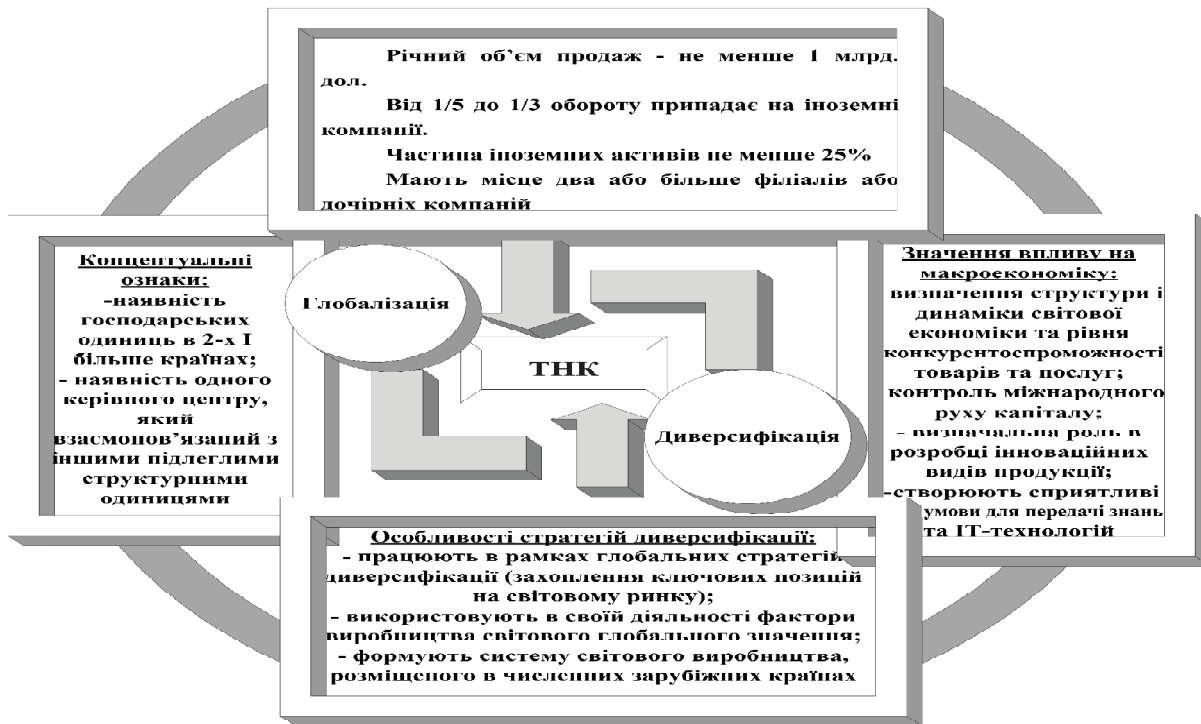 Річний об’єм продаж - не менше 1 млрд.
дол.
Від 1/5 до 1/3 обороту припадає на іноземні
компанії.
Частина іноземних активів не менше 25%
Мають місце два або більше філіалів або
дочірніх компаній
Концептуальні
ознаки:
-наявність
господарських
одиниць в 2-х І
більше країнах;
- наявність одного
керівного центру,
який
взаємопов’язаний з
іншими підлеглими
структурними
одиницями
Глобалізація
ТНК
Диверсифікація
Значення впливу на
макроекономіку:
визначення структури і
динаміки світової
економіки та рівня
конкурнтоспроможності
товарів та послуг;
контроль міжнародного
руху капіталу;
- визначальна роль в
розробці інноваційних
видів продукції;
-створюють сприятливі
умови для передачі знань
та ІТ-технологій
Особливості стратегій диверсифікації:
- працюють в рамках глобальних стратегій
диверсифікації (захоплення ключових позицій
на світовому ринку);
- використовують в своїй діяльності фактори
виробництва світового глобального значення;
- формують систему світового виробництва,
розміщеного в численних зарубіжних країнах